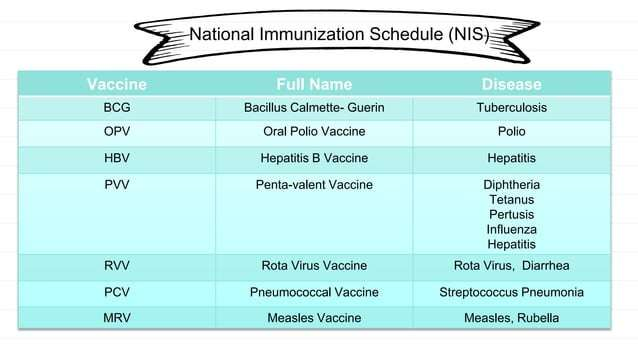 National Immunization Schedule (NIS)
Vaccine Full Name Disease
BCG Bacillus Calmette- Guerin Tuberculosis
OPV Oral Polio Vaccine Polio
HBV Hepatitis B Vaccine Hepatitis
PVV Penta-valent Vaccine Diphtheria
Tetanus
Pertusis
Influenza
Hepatitis
RVV Rota Virus Vaccine Rota Virus, Diarrhea
PCV Pneumococcal Vaccine Streptococcus Pneumonia
MRV Measles Vaccine Measles, Rubella